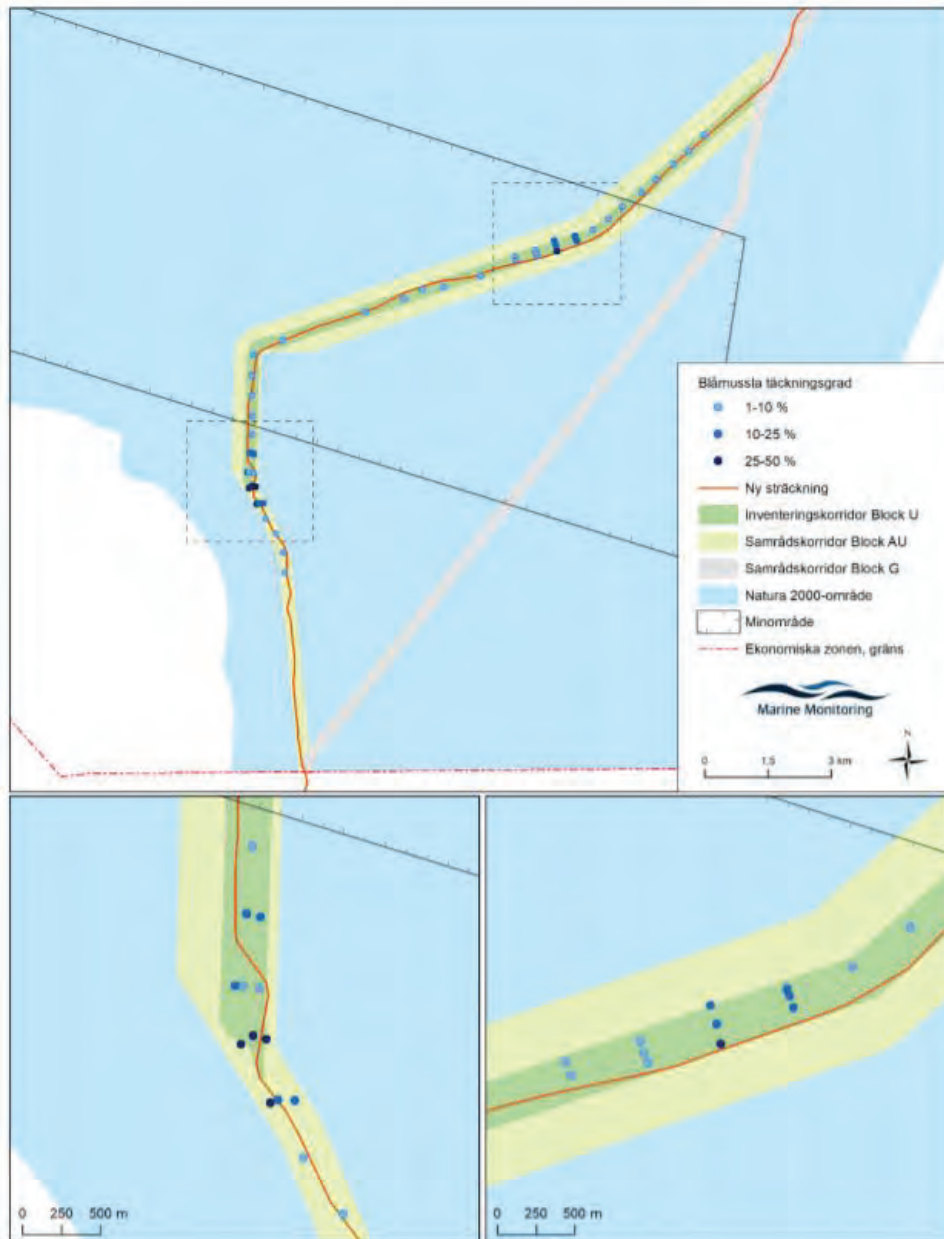 Blåmussla täckningsgrad
1-10 %
10-25 %
25-50 %
Ny sträckning
Inventeringskorridor Block U
Samrådskorridor Block AU
Samrådskorridor Block G
Natura 2000-område
Minområde
Ekonomiska zonen, gräns
Marine Monitoring
N
0 1,5 3 km
0 250 500 m
0 250 500 m